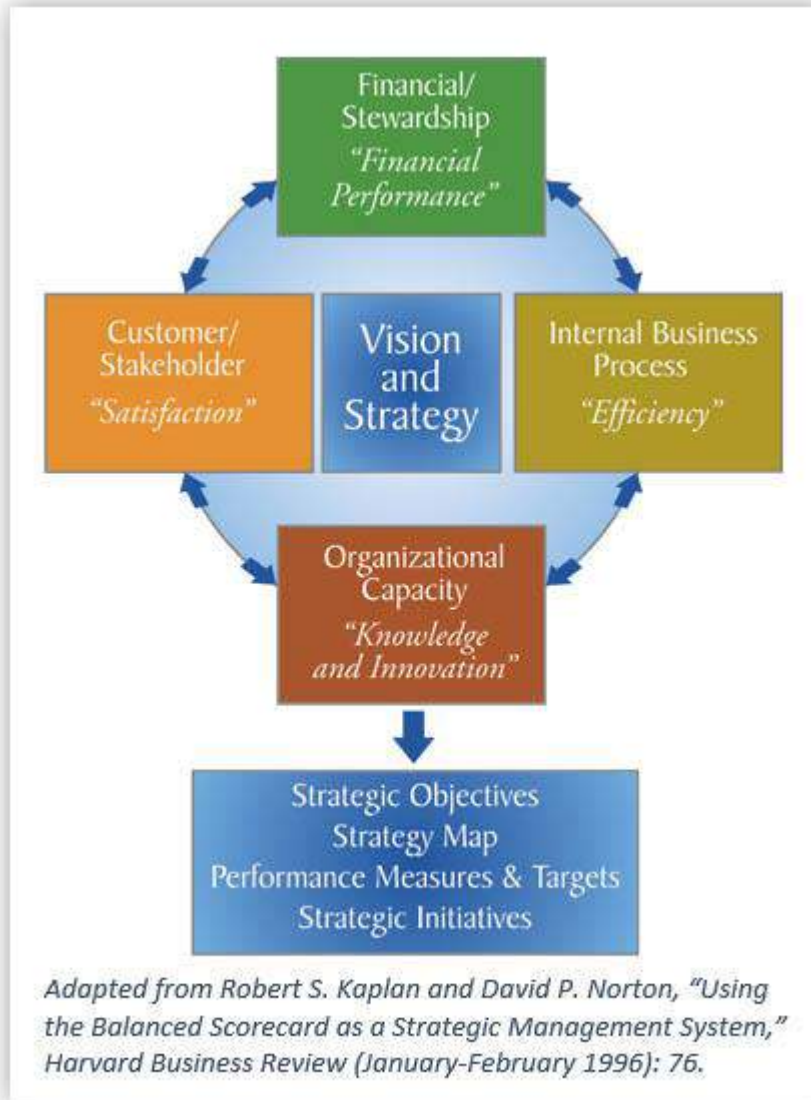 Financial/
Stewardship
“Financial
Performance”
Customer/
Stakeholder
“Satisfaction”
Vision
and
Strategy
Internal Business
Process
“Efficiency”
Organizational
Capacity
“Knowledge
and Innovation”
Strategic Objectives
Strategy Map
Performance Measures & Targets
Strategic Initiatives
Adapted from Robert S. Kaplan and David P. Norton, “Using
the Balanced Scorecard as a Strategic Management System,”
Harvard Business Review (January-February 1996): 76.